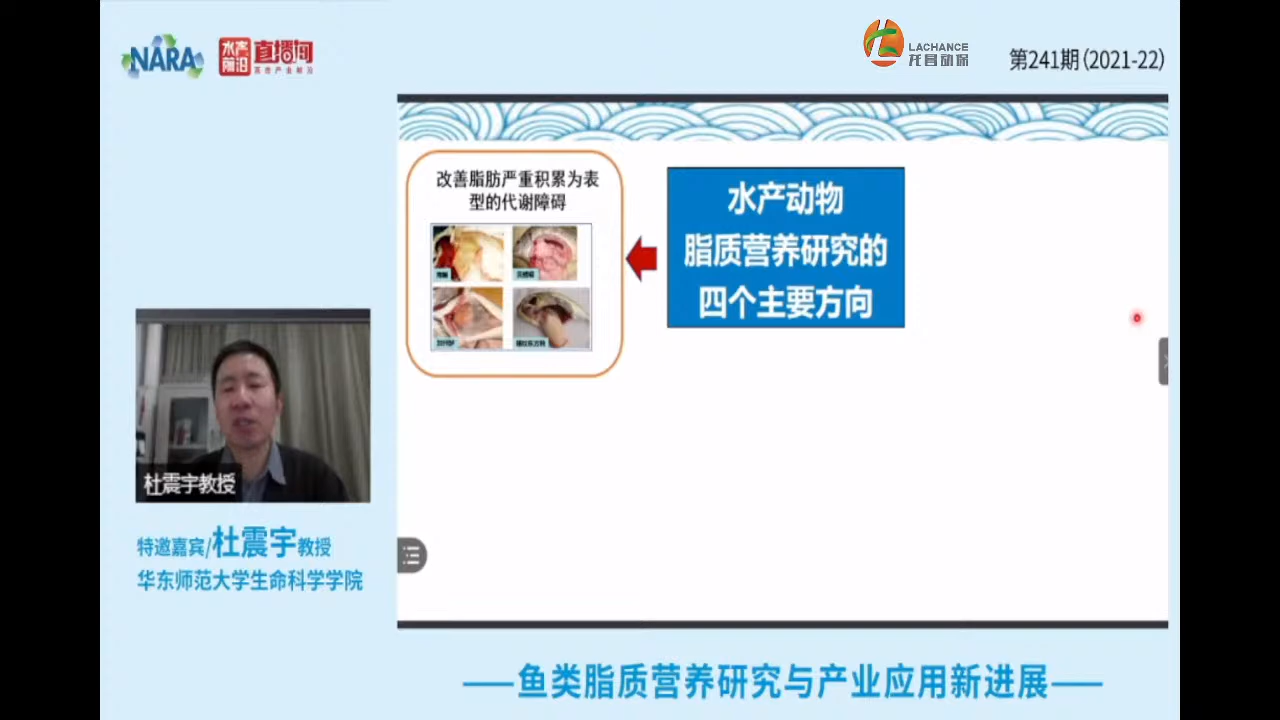 NARA
水产前沿 直播间
LACHANCE
第241期(2021-22)
改善脂肪严重积累为表
型的代谢障碍
水产动物
脂质营养研究的
四个主要方向
杜震宇教授
特邀嘉宾/杜震宇教授
华东师范大学生命科学学院
——鱼类脂质营养研究与产业应用新进展——